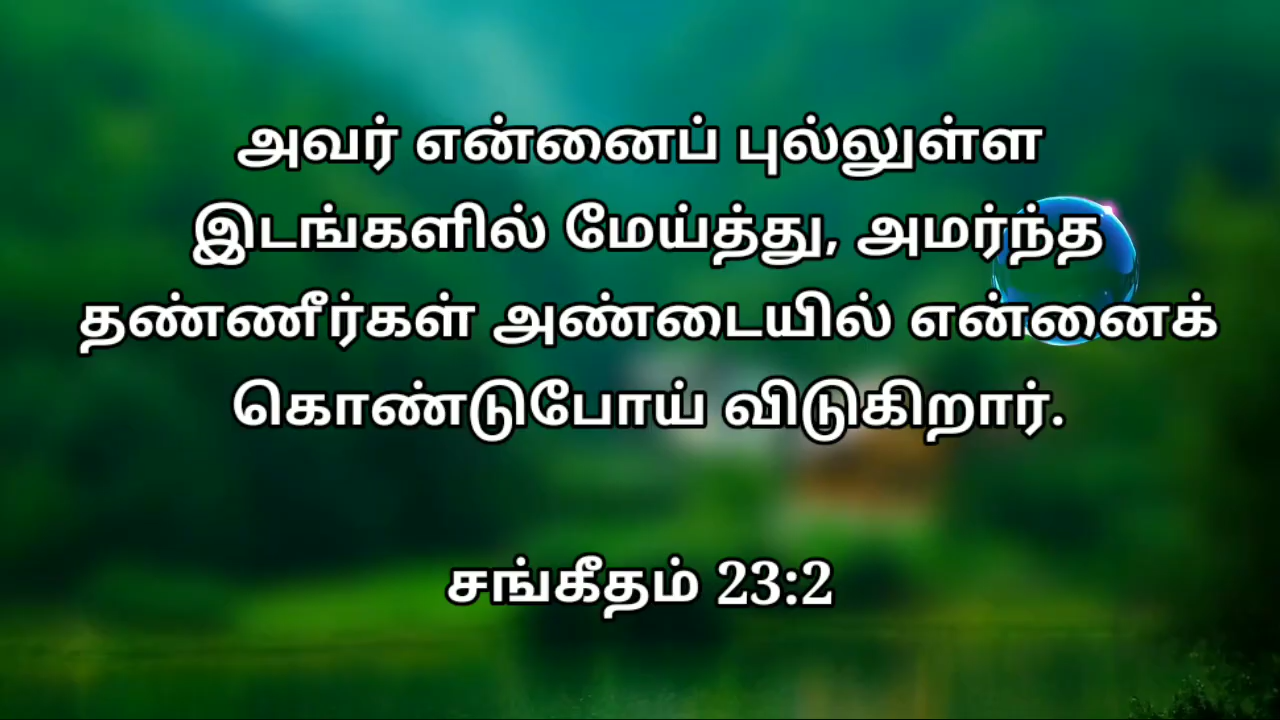 அவர் என்னைப் புல்லுள்ள
இடங்களில் மேய்த்து, அமர்ந்த
தண்ணீர்கள் அண்டையில் என்னைக்
கொண்டுபோய் விடுகிறார்.
சங்கீதம் 23:2